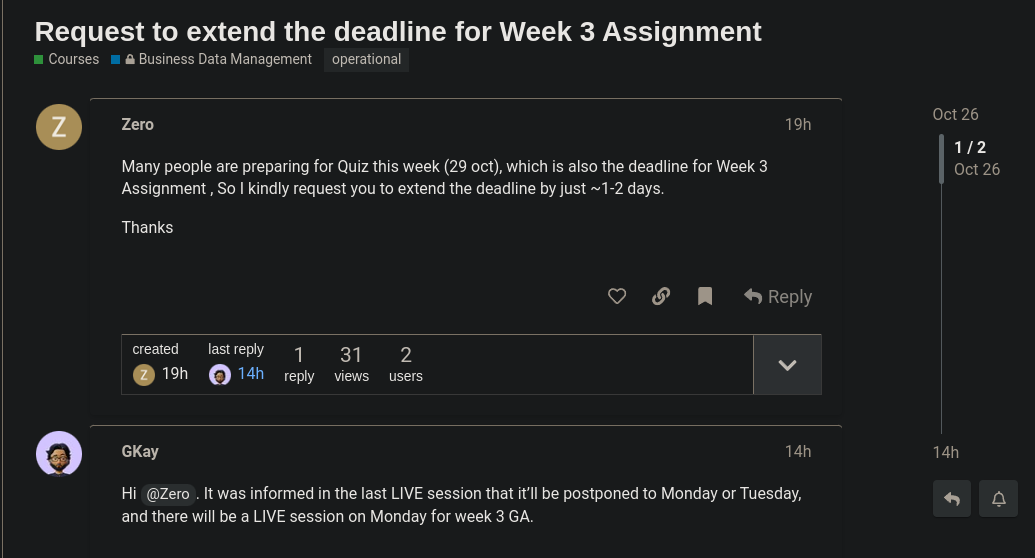 Request to extend the deadline for Week 3 Assignment
Courses Business Data Management operational
Z
Zero 19h
Many people are preparing for Quiz this week (29 oct), which is also the deadline for Week 3
Assignment , So I kindly request you to extend the deadline by just ~1-2 days.
Thanks
Reply
created last reply 1 31 2
Z 19h 14h reply views users
GKay 14h
Hi @Zero . It was informed in the last LIVE session that it’ll be postponed to Monday or Tuesday,
and there will be a LIVE session on Monday for week 3 GA.
Oct 26
1 / 2
Oct 26
14h